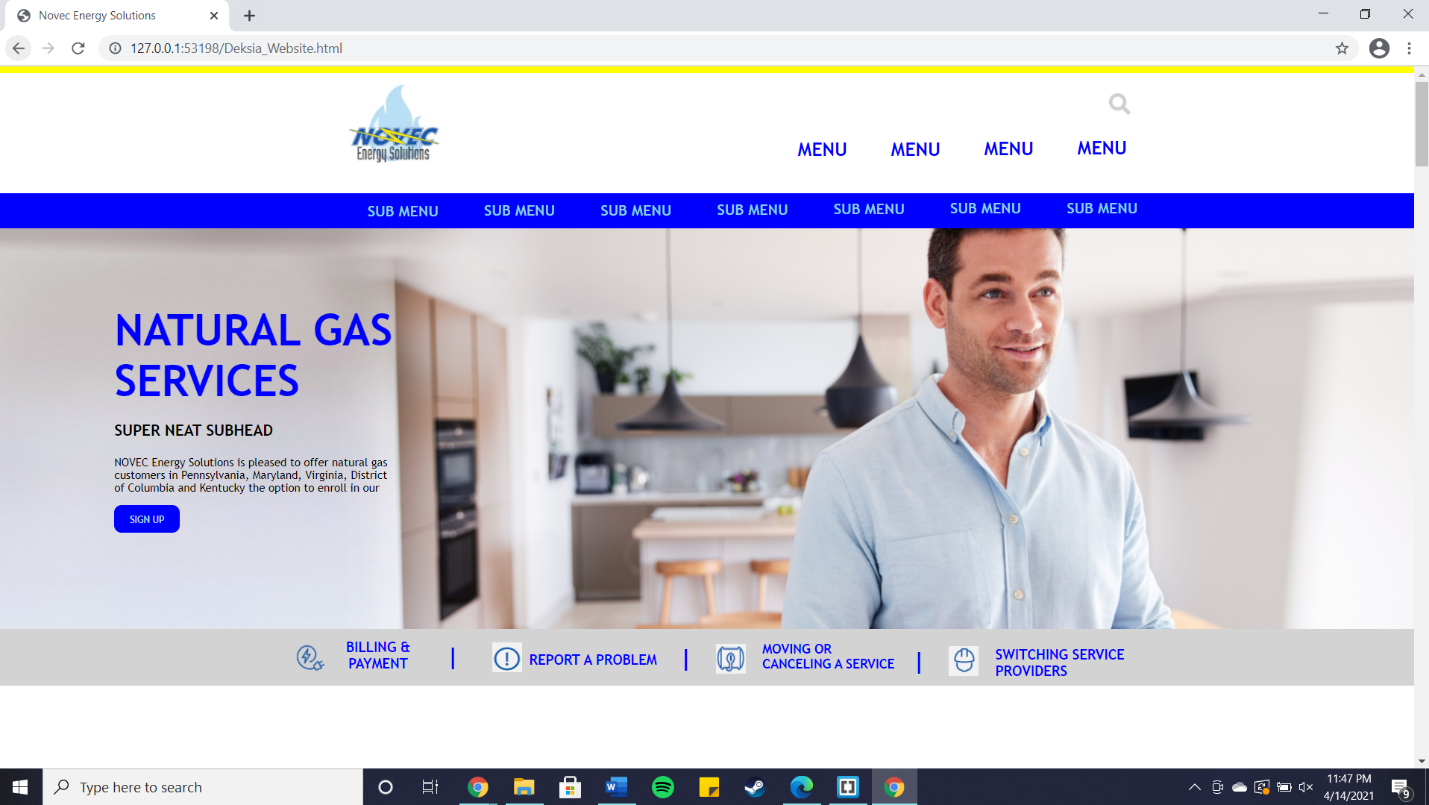 Novec Energy Solutions
127.0.0.1:53198/Deksia_Website.html
NOVEC
Energy Solutions
MENU MENU MENU MENU
SUB MENU SUB MENU SUB MENU SUB MENU SUB MENU SUB MENU SUB MENU
NATURAL GAS
SERVICES
SUPER NEAT SUBHEAD
NOVEC Energy Solutions is pleased to offer natural gas
customers in Pennsylvania, Maryland, Virginia, District
of Columbia and Kentucky the option to enroll in our
SIGN UP
BILLING &
PAYMENT
REPORT A PROBLEM
MOVING OR
CANCELING A SERVICE
SWITCHING SERVICE
PROVIDERS
Type here to search
11:47 PM
4/14/2021
9